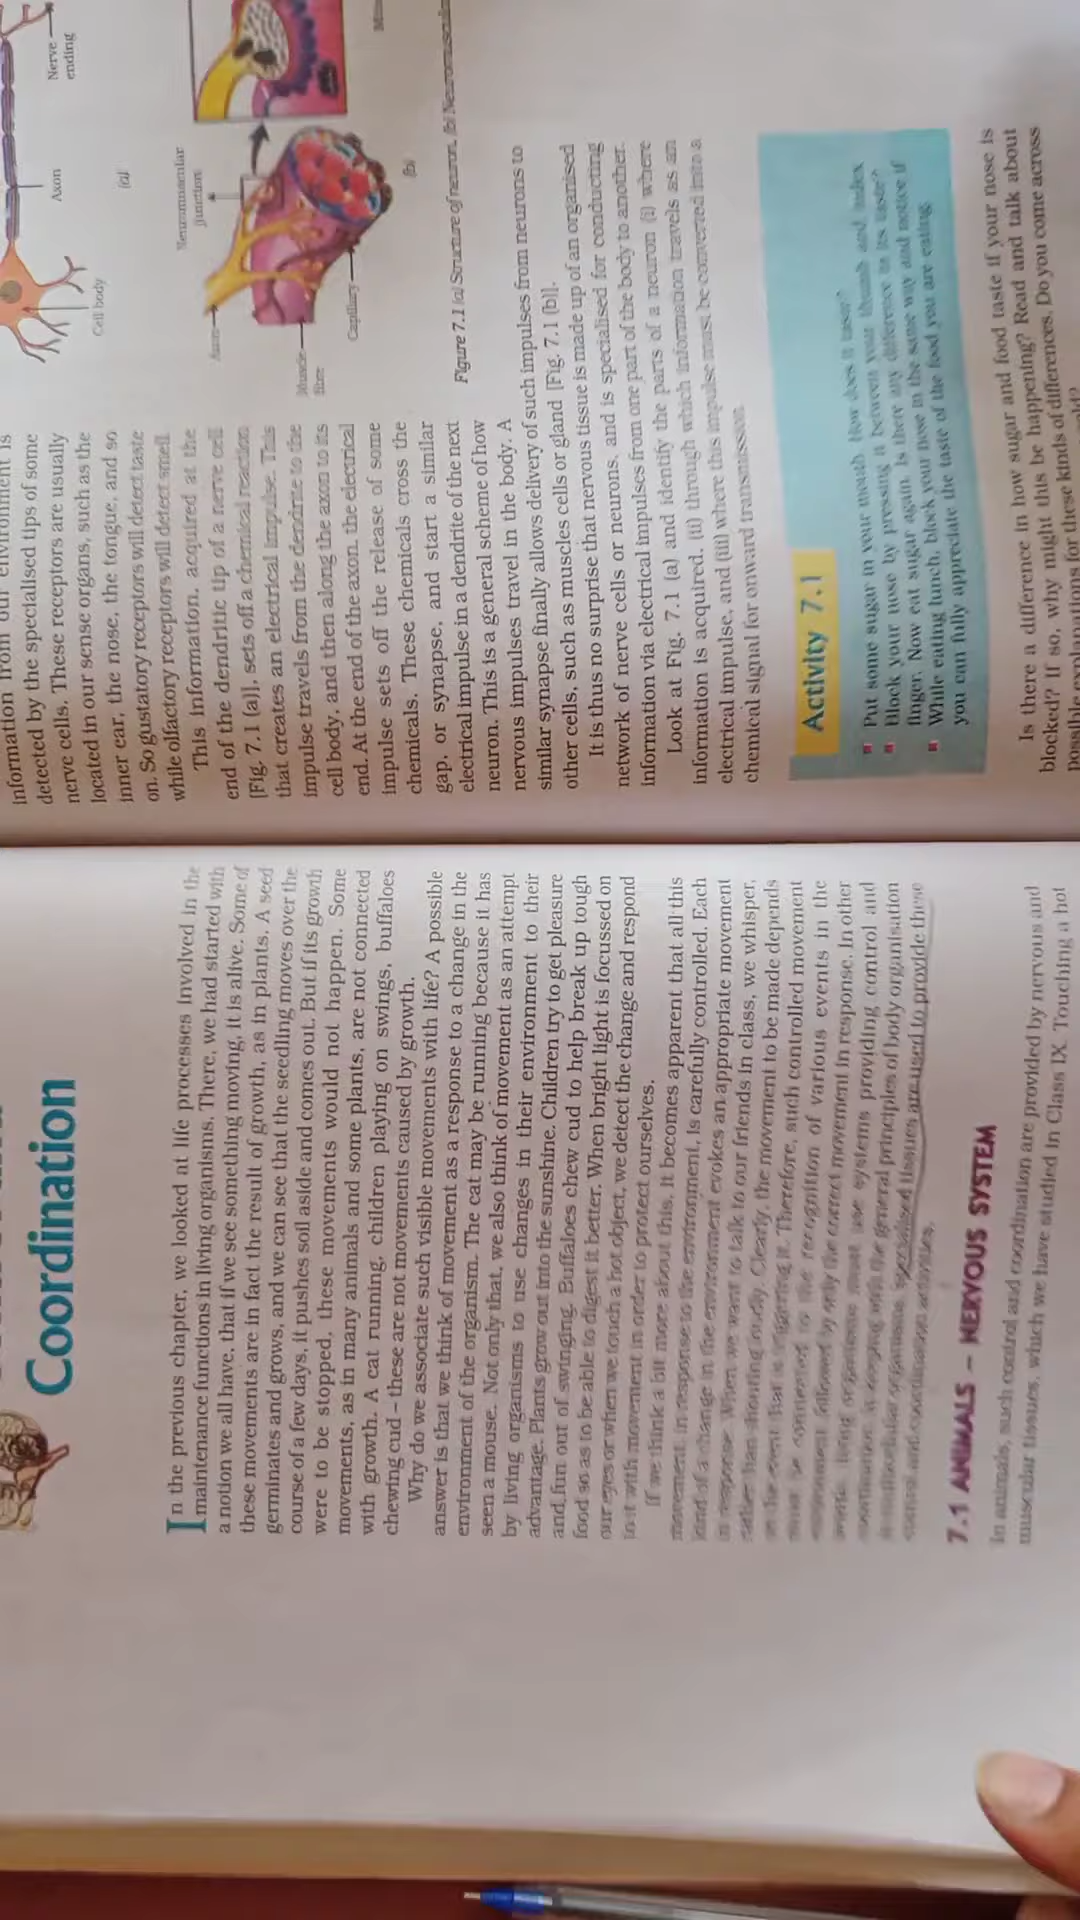 Coordination
In the previous chapter, we looked at life processes involved in the
maintenance functions in living organisms. There, we had started with
a notion we all have, that if we see something moving, it is alive. Some of
these movements are in fact the result of growth, as in plants. A seed
germinates and grows, and we can see that the seedling moves over the
course of a few days, it pushes soil aside and comes out. But if its growth
were to be stopped, these movements would not happen. Some
movements, as in many animals and some plants, are not connected
with growth. A cat running, children playing on swings, buffaloes
chewing cud – these are not movements caused by growth.
Why do we associate such visible movements with life? A possible
answer is that we think of movement as a response to a change in the
environment of the organism. The cat may be running because it has
seen a mouse. Not only that, we also think of movement as an attempt
by living organisms to use changes in their environment to their
advantage. Plants grow out into the sunshine. Children try to get pleasure
and fun out of swinging. Buffaloes chew cud to help break up tough
food so as to be able to digest it better. When bright light is focussed on
our eyes or when we touch a hot object, we detect the change and respond
to it with movement in order to protect ourselves.
If we think a bit more about this, it becomes apparent that all this
movement, in response to the environment, is carefully controlled. Each
kind of a change in the environment evokes an appropriate movement
in response. When we want to talk to our friends in class, we whisper,
rather than shouting loudly. Clearly, the movement to be made depends
on the event that is triggering it. Therefore, such controlled movement
must be connected to the recognition of various events in the
environment, followed by only the correct movement in response. In other
words, living organisms must use systems providing control and
coordination. In keeping with the general principles of body organisation
in multicellular organisms, specialised tissues are used to provide these
control and coordination activities.
7.1 ANIMALS – NERVOUS SYSTEM
In animals, such control and coordination are provided by nervous and
muscular tissues, which we have studied in Class IX. Touching a hot
information from our environment is
detected by the specialised tips of some
nerve cells. These receptors are usually
located in our sense organs, such as the
inner ear, the nose, the tongue, and so
on. So gustatory receptors will detect taste
while olfactory receptors will detect smell.
This information, acquired at the
end of the dendritic tip of a nerve cell
[Fig. 7.1 (a)], sets off a chemical reaction
that creates an electrical impulse. This
impulse travels from the dendrite to the
cell body, and then along the axon to its
end. At the end of the axon, the electrical
impulse sets off the release of some
chemicals. These chemicals cross the
gap, or synapse, and start a similar
electrical impulse in a dendrite of the next
neuron. This is a general scheme of how
nervous impulses travel in the body. A
similar synapse finally allows delivery of such impulses from neurons to
other cells, such as muscles cells or gland [Fig. 7.1 (b)].
It is thus no surprise that nervous tissue is made up of an organised
network of nerve cells or neurons, and is specialised for conducting
information via electrical impulses from one part of the body to another.
Look at Fig. 7.1 (a) and identify the parts of a neuron (i) where
information is acquired, (ii) through which information travels as an
electrical impulse, and (iii) where this impulse must be converted into a
chemical signal for onward transmission.
Nerve
ending
Axon
Cell body
(a)
Neuromuscular
junction
Axon
Muscle
fibre
Capillary
(b)
Figure 7.1 (a) Structure of neuron, (b) Neuromuscular
Activity 7.1
Put some sugar in your mouth. How does it taste?
Block your nose by pressing it between your thumb and index
finger. Now eat sugar again. Is there any difference in its taste?
While eating lunch, block your nose in the same way and notice if
you can fully appreciate the taste of the food you are eating.
Is there a difference in how sugar and food taste if your nose is
blocked? If so, why might this be happening? Read and talk about
possible explanations for these kinds of differences. Do you come across